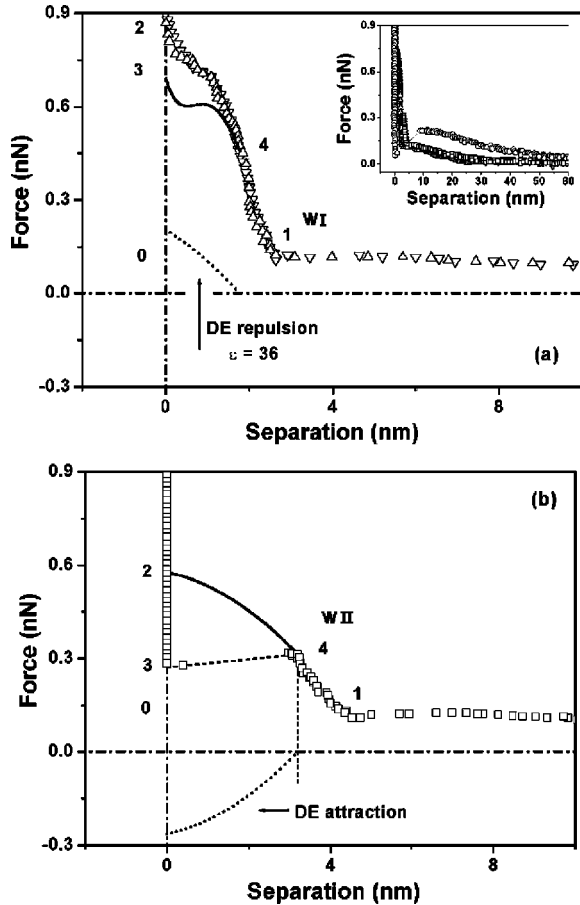 0.9
0.6
0.3
0.0
-0.3
Force (nN)
2
3
4
1
WI
0
DE repulsion
ε = 36
(a)
0
4
8
Separation (nm)
0.9
0.6
0.3
0.0
Force (nN)
0 10 20 30 40 50 60
Separation (nm)
0.9
0.6
0.3
0.0
-0.3
Force (nN)
(b)
2
WII
4
3
1
0
DE attraction
0
4
8
Separation (nm)